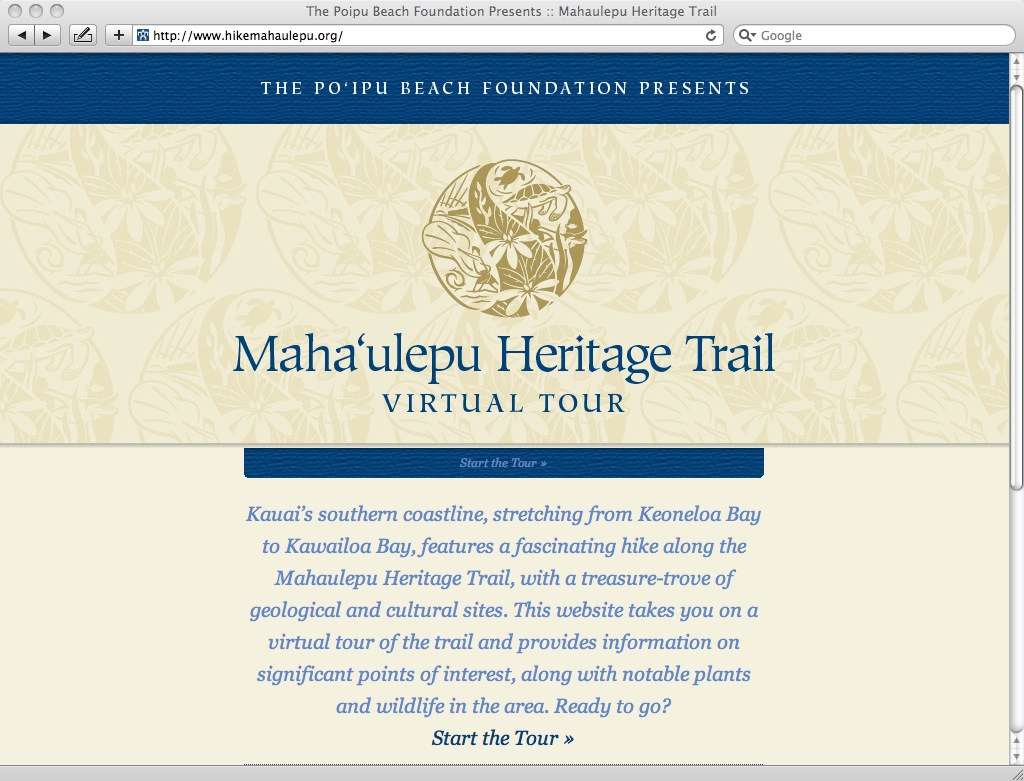 The Poipu Beach Foundation Presents :: Mahaulepu Heritage Trail
http://www.hikemahaulepu.org/
Google
THE PO‘IPU BEACH FOUNDATION PRESENTS
Maha‘ulepu Heritage Trail
VIRTUAL TOUR
Start the Tour »
Kauai’s southern coastline, stretching from Keoneloa Bay
to Kawailoa Bay, features a fascinating hike along the
Mahaulepu Heritage Trail, with a treasure-trove of
geological and cultural sites. This website takes you on a
virtual tour of the trail and provides information on
significant points of interest, along with notable plants
and wildlife in the area. Ready to go?
Start the Tour »